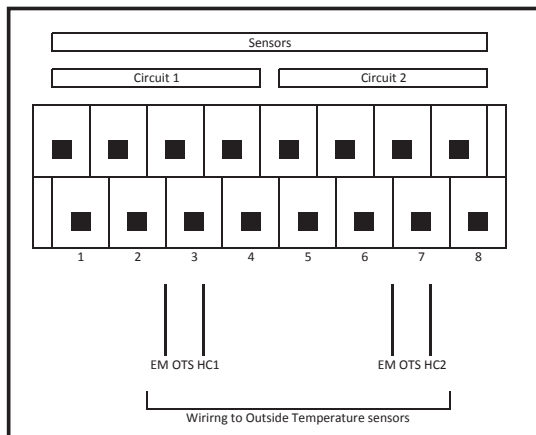 Sensors
Circuit 1 Circuit 2
1 2 3 4 5 6 7 8
EM OTS HC1 EM OTS HC2
Wirirng to Outside Temperature sensors